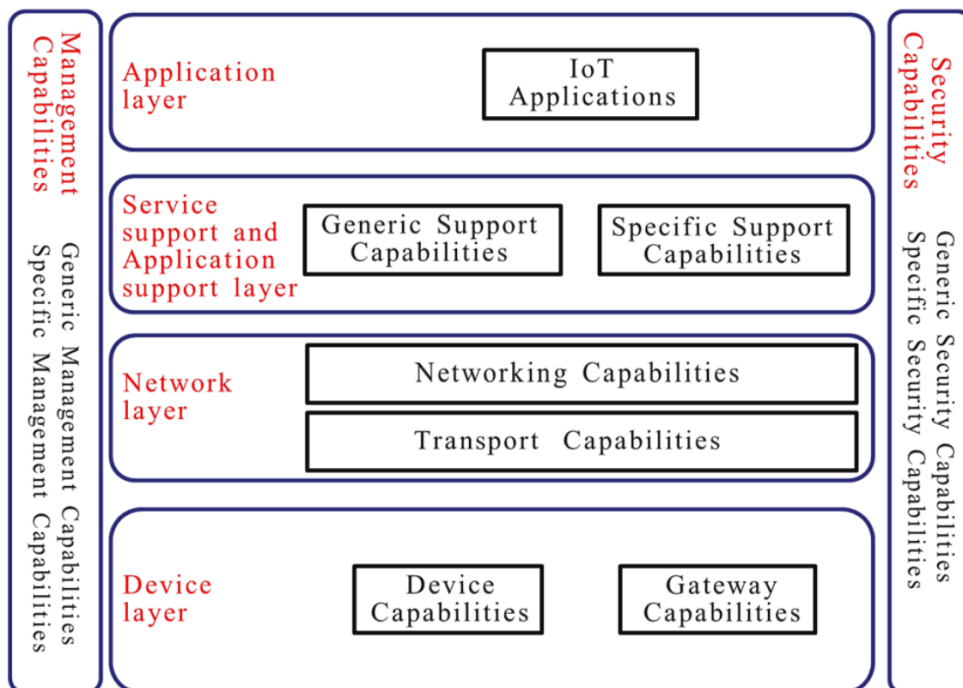 Management
Capabilities
Generic Management Capabilities
Specific Management Capabilities
Application
layer
IoT
Applications
Service
support and
Application
support layer
Generic Support
Capabilities
Specific Support
Capabilities
Network
layer
Networking Capabilities
Transport Capabilities
Device
layer
Device
Capabilities
Gateway
Capabilities
Security
Capabilities
Generic Security Capabilities
Specific Security Capabilities